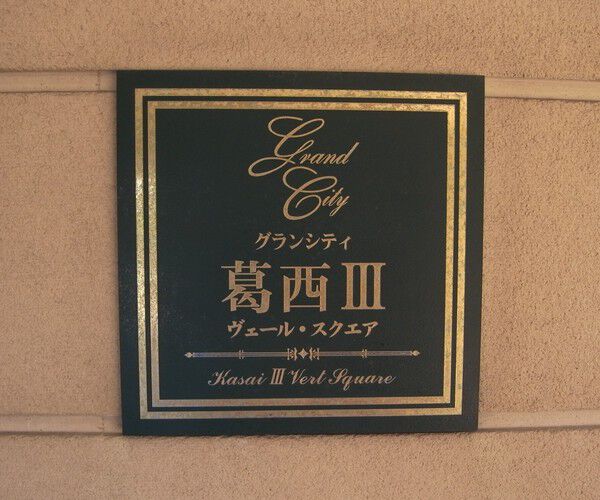 Grand
City
グランシティ
葛西Ⅲ
ヴェール・スクエア
Kasai Ⅲ Vert Square